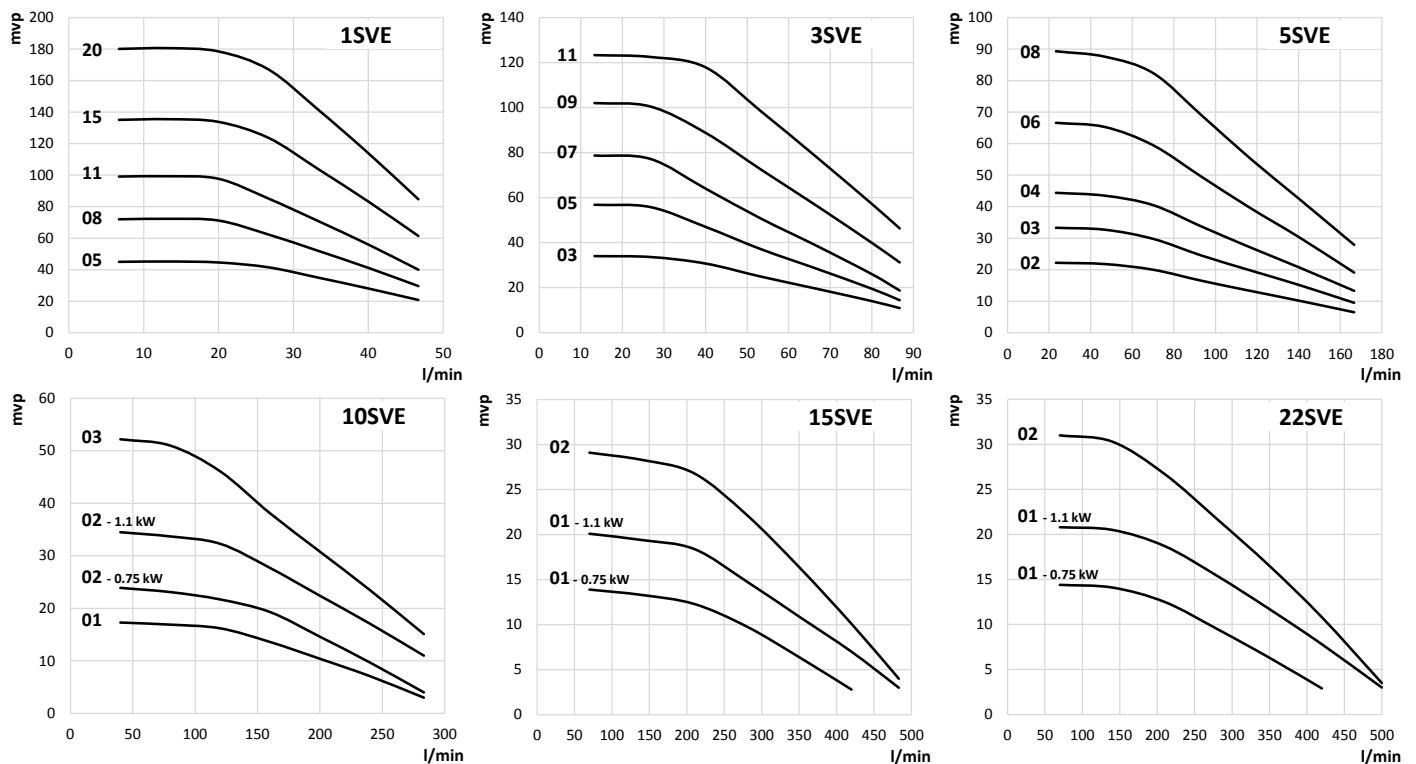 mvp
200
180
160
140
120
100
80
60
40
20
0
1SVE
20
15
11
08
05
0 10 20 30 40 50
l/min
mvp
140
120
100
80
60
40
20
0
3SVE
11
09
07
05
03
0 10 20 30 40 50 60 70 80 90
l/min
mvp
100
90
80
70
60
50
40
30
20
10
0
5SVE
08
06
04
03
02
0 20 40 60 80 100 120 140 160 180
l/min
mvp
60
50
40
30
20
10
0
10SVE
03
02 - 1.1 kW
02 - 0.75 kW
01
0 50 100 150 200 250 300
l/min
mvp
35
30
25
20
15
10
5
0
15SVE
02
01 - 1.1 kW
01 - 0.75 kW
0 50 100 150 200 250 300 350 400 450 500
l/min
mvp
35
30
25
20
15
10
5
0
22SVE
02
01 - 1.1 kW
01 - 0.75 kW
0 50 100 150 200 250 300 350 400 450 500
l/min